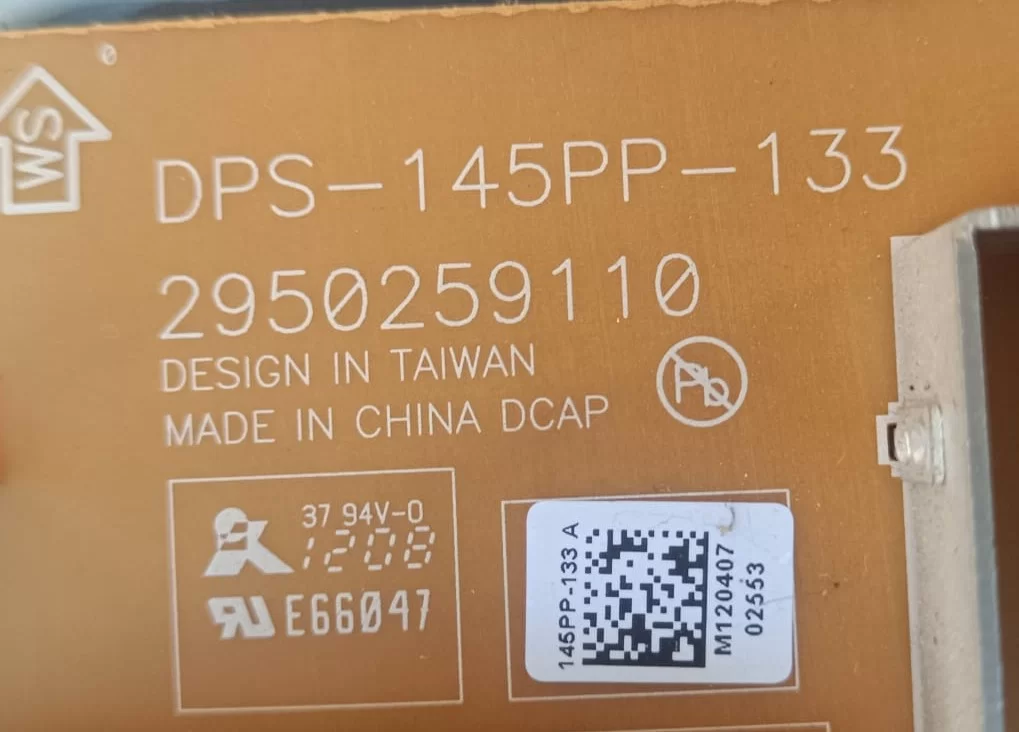 WS
DPS-145PP-133
2950259110
DESIGN IN TAIWAN
MADE IN CHINA DCAP
Pb
37 94V-0
1208
RU E66047
145PP-133 A
M120407
02553